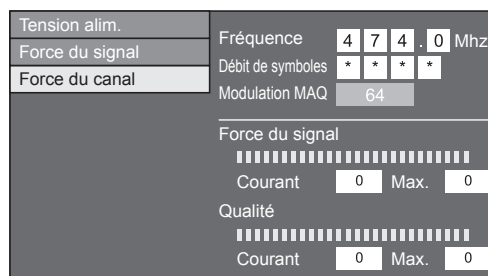 Tension alim.
Force du signal
Force du canal
Fréquence 4 7 4 . 0 Mhz
Débit de symboles * * * *
Modulation MAQ 64
Force du signal
Courant 0 Max. 0
Qualité
Courant 0 Max. 0